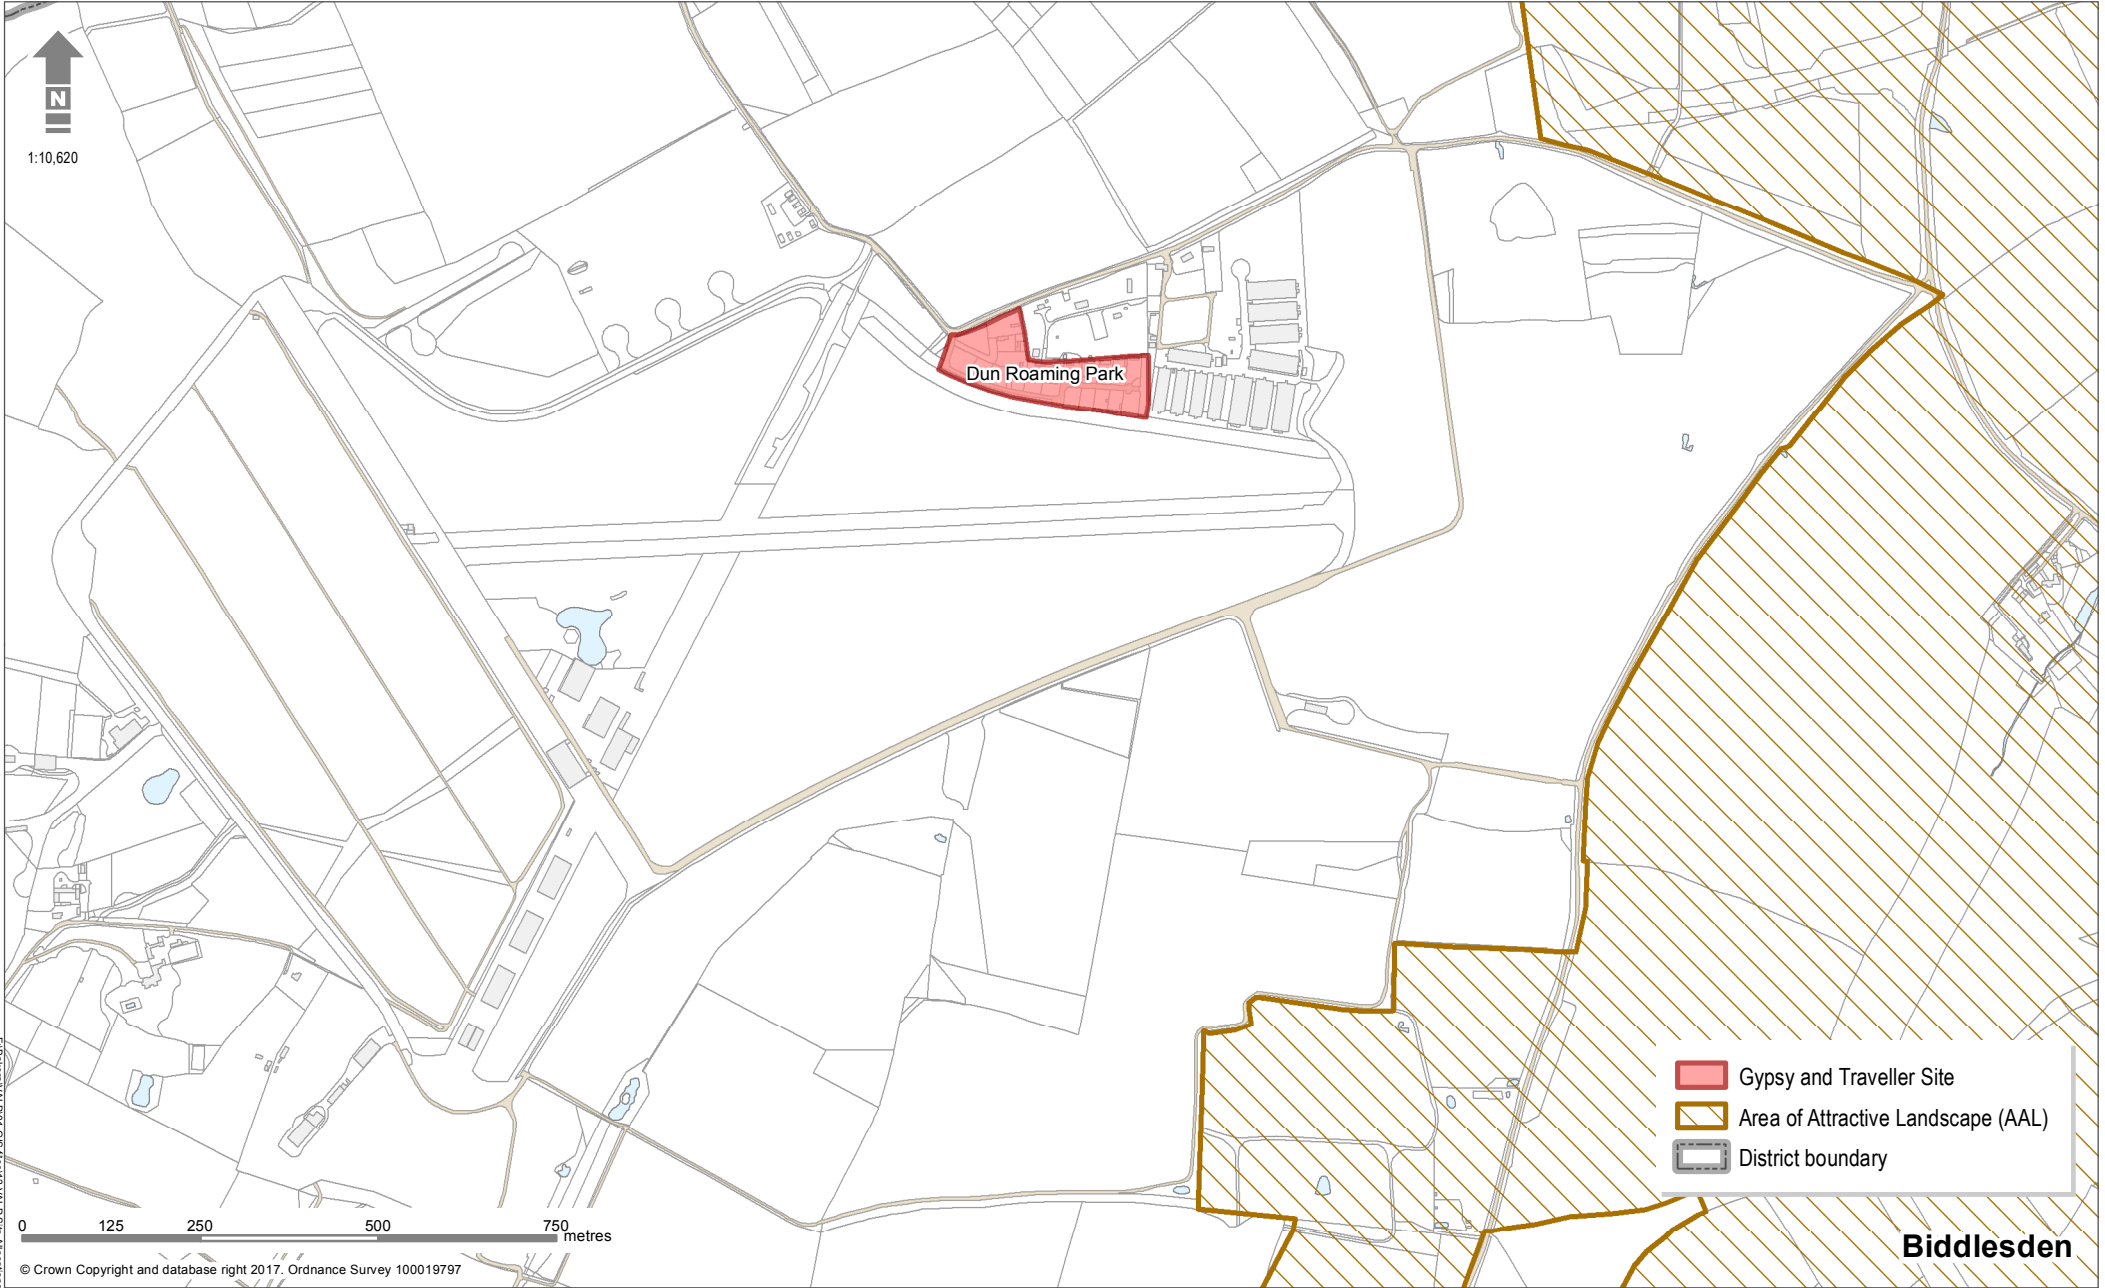 N
1:10,620
Dun Roaming Park
Gypsy and Traveller Site
Area of Attractive Landscape (AAL)
District boundary
0 125 250 500 750
metres
© Crown Copyright and database right 2017. Ordnance Survey 100019797
Biddlesden